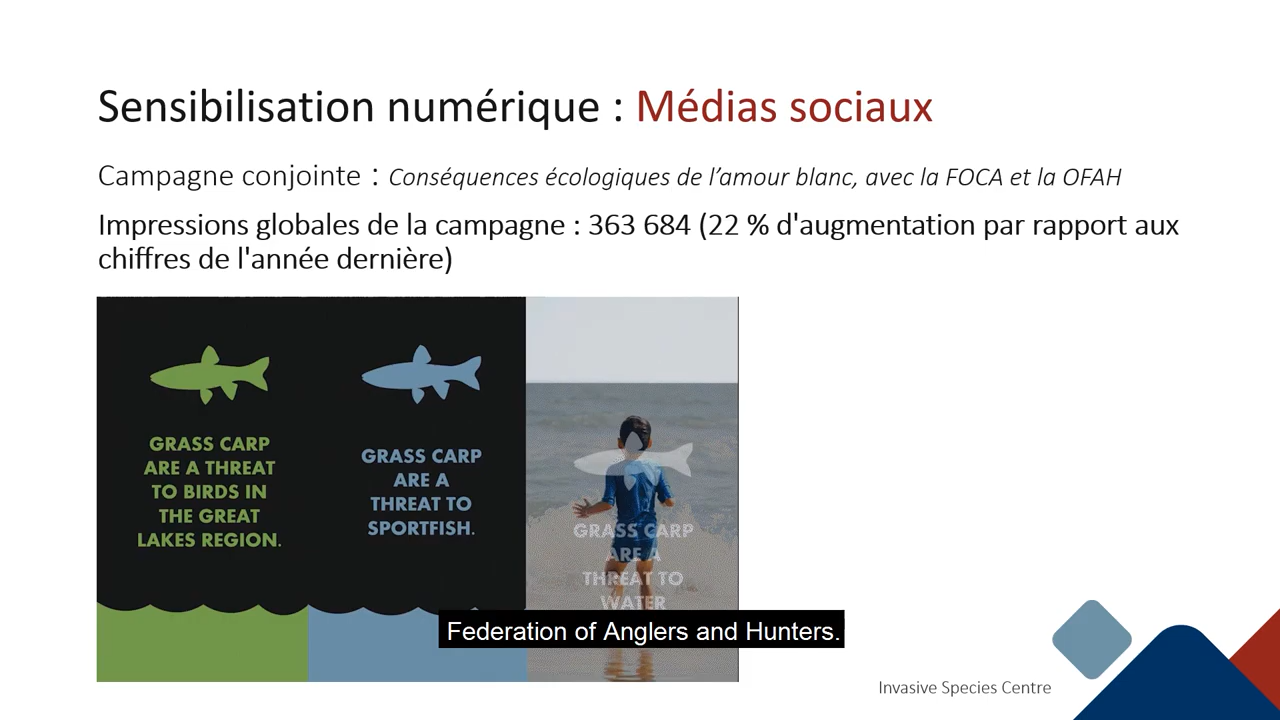 Sensibilisation numérique : Médias sociaux
Campagne conjointe : Conséquences écologiques de l’amour blanc, avec la FOCA et la OFAH
Impressions globales de la campagne : 363 684 (22 % d'augmentation par rapport aux
chiffres de l'année dernière)
GRASS CARP
ARE A THREAT
TO BIRDS IN
THE GREAT
LAKES REGION.
GRASS CARP
ARE A
THREAT TO
SPORTFISH.
GRASS CARP
ARE A
THREAT TO
WATER
Federation of Anglers and Hunters.
Invasive Species Centre